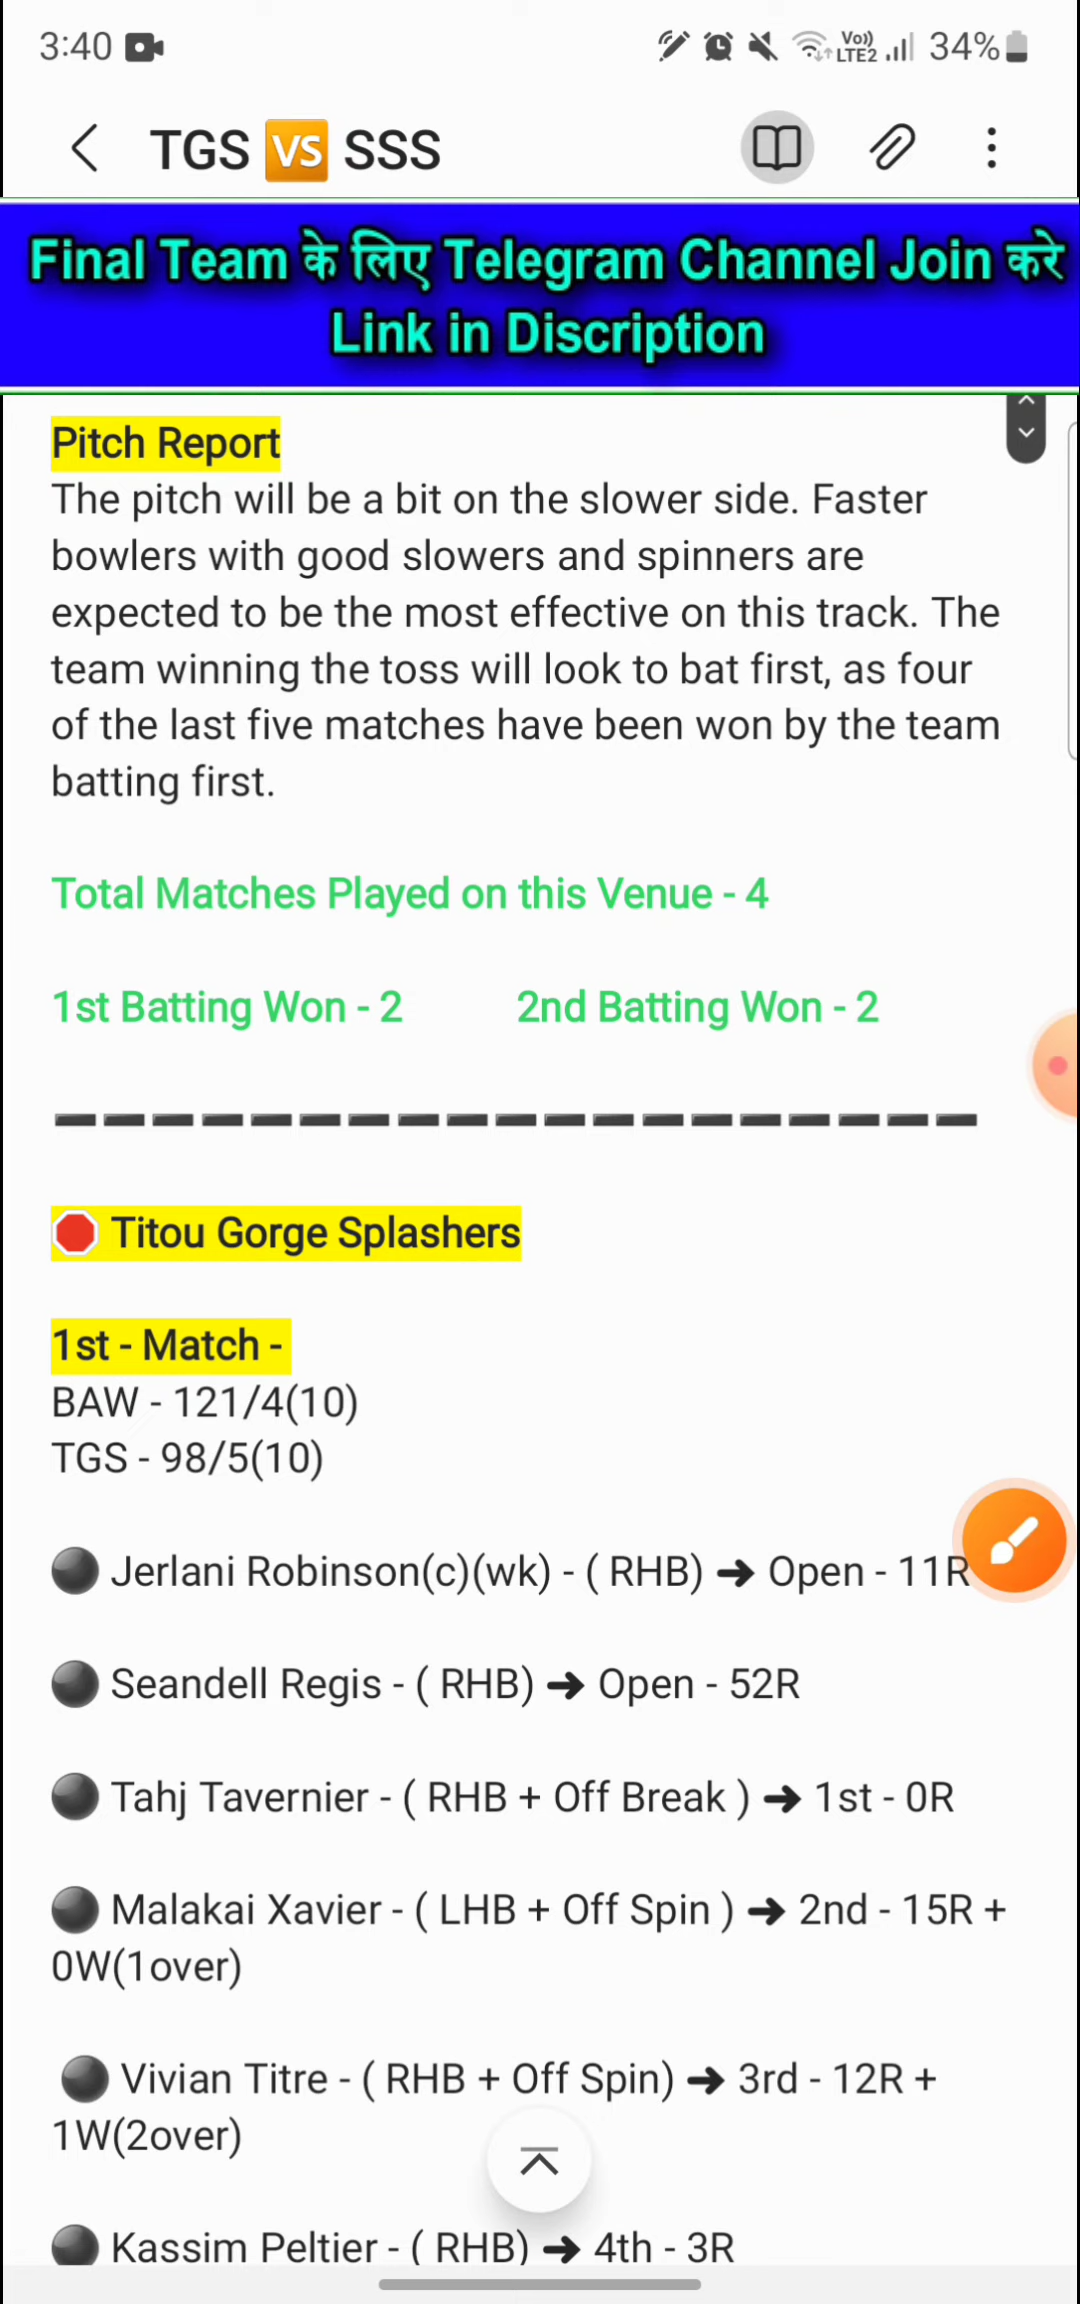 3:40
Vo)) LTE2 34%
TGS VS SSS
Final Team के लिए Telegram Channel Join करे
Link in Discription
Pitch Report
The pitch will be a bit on the slower side. Faster
bowlers with good slowers and spinners are
expected to be the most effective on this track. The
team winning the toss will look to bat first, as four
of the last five matches have been won by the team
batting first.
Total Matches Played on this Venue - 4
1st Batting Won - 2 2nd Batting Won - 2
Titou Gorge Splashers
1st - Match -
BAW - 121/4(10)
TGS - 98/5(10)
Jerlani Robinson(c)(wk) - ( RHB) ➔ Open - 11R
Seandell Regis - ( RHB) ➔ Open - 52R
Tahj Tavernier - ( RHB + Off Break ) ➔ 1st - 0R
Malakai Xavier - ( LHB + Off Spin ) ➔ 2nd - 15R +
0W(1over)
Vivian Titre - ( RHB + Off Spin) ➔ 3rd - 12R +
1W(2over)
Kassim Peltier - ( RHB) ➔ 4th - 3R